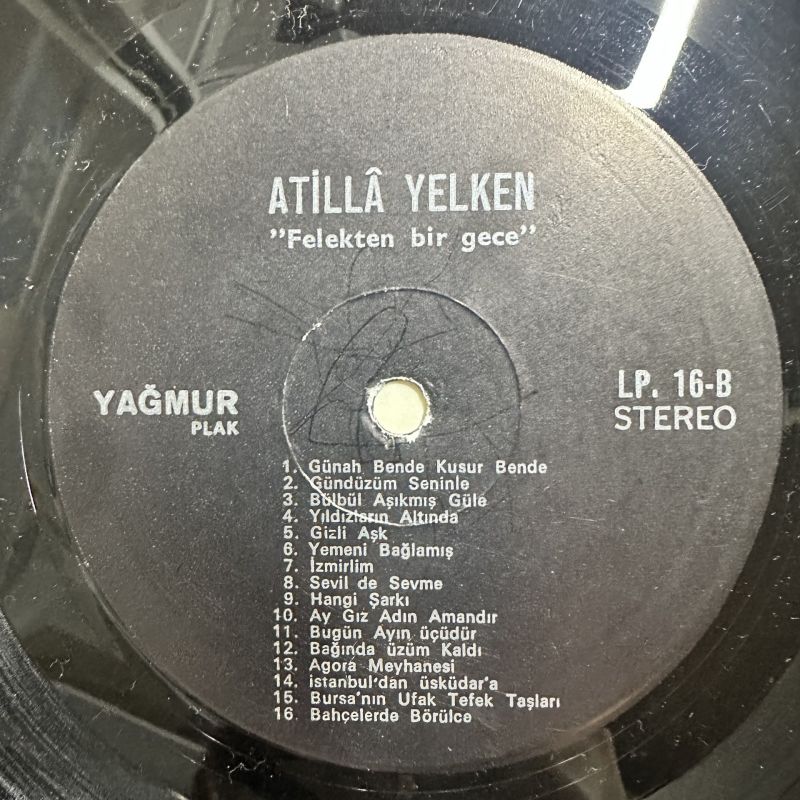 ATİLLÂ YELKEN
"Felekten bir gece"
YAĞMUR
PLAK
LP. 16-B
STEREO
1. Günah Bende Kusur Bende
2. Gündüzüm Seninle
3. Bülbül Aşıkmış Güle
4. Yıldızların Altında
5. Gizli Aşk
6. Yemeni Bağlamış
7. İzmirlim
8. Sevil de Sevme
9. Hangi Şarkı
10. Ay Gız Adın Amandır
11. Bugün Ayın üçüdür
12. Bağında üzüm Kaldı
13. Agora Meyhanesi
14. istanbul'dan üsküdar'a
15. Bursa'nın Ufak Tefek Taşları
16. Bahçelerde Börülce